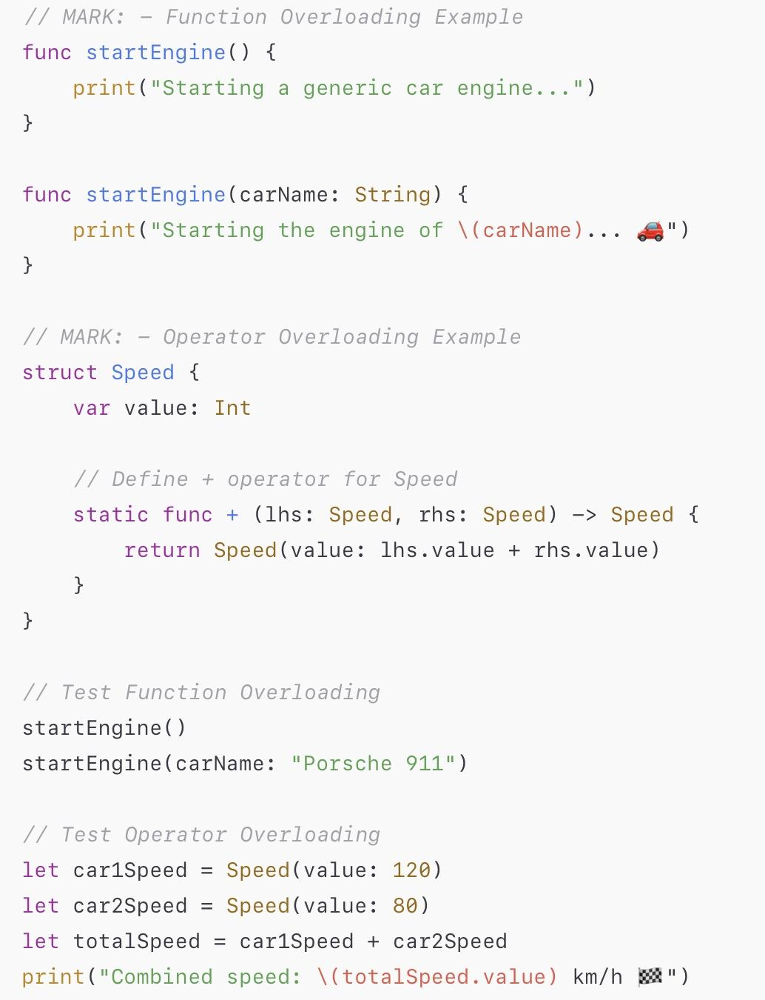 // MARK: - Function Overloading Example
func startEngine() {
    print("Starting a generic car engine...")
}

func startEngine(carName: String) {
    print("Starting the engine of \(carName)... 🚗")
}

// MARK: - Operator Overloading Example
struct Speed {
    var value: Int

    // Define + operator for Speed
    static func + (lhs: Speed, rhs: Speed) -> Speed {
        return Speed(value: lhs.value + rhs.value)
    }
}

// Test Function Overloading
startEngine()
startEngine(carName: "Porsche 911")

// Test Operator Overloading
let car1Speed = Speed(value: 120)
let car2Speed = Speed(value: 80)
let totalSpeed = car1Speed + car2Speed
print("Combined speed: \(totalSpeed.value) km/h 🏁")